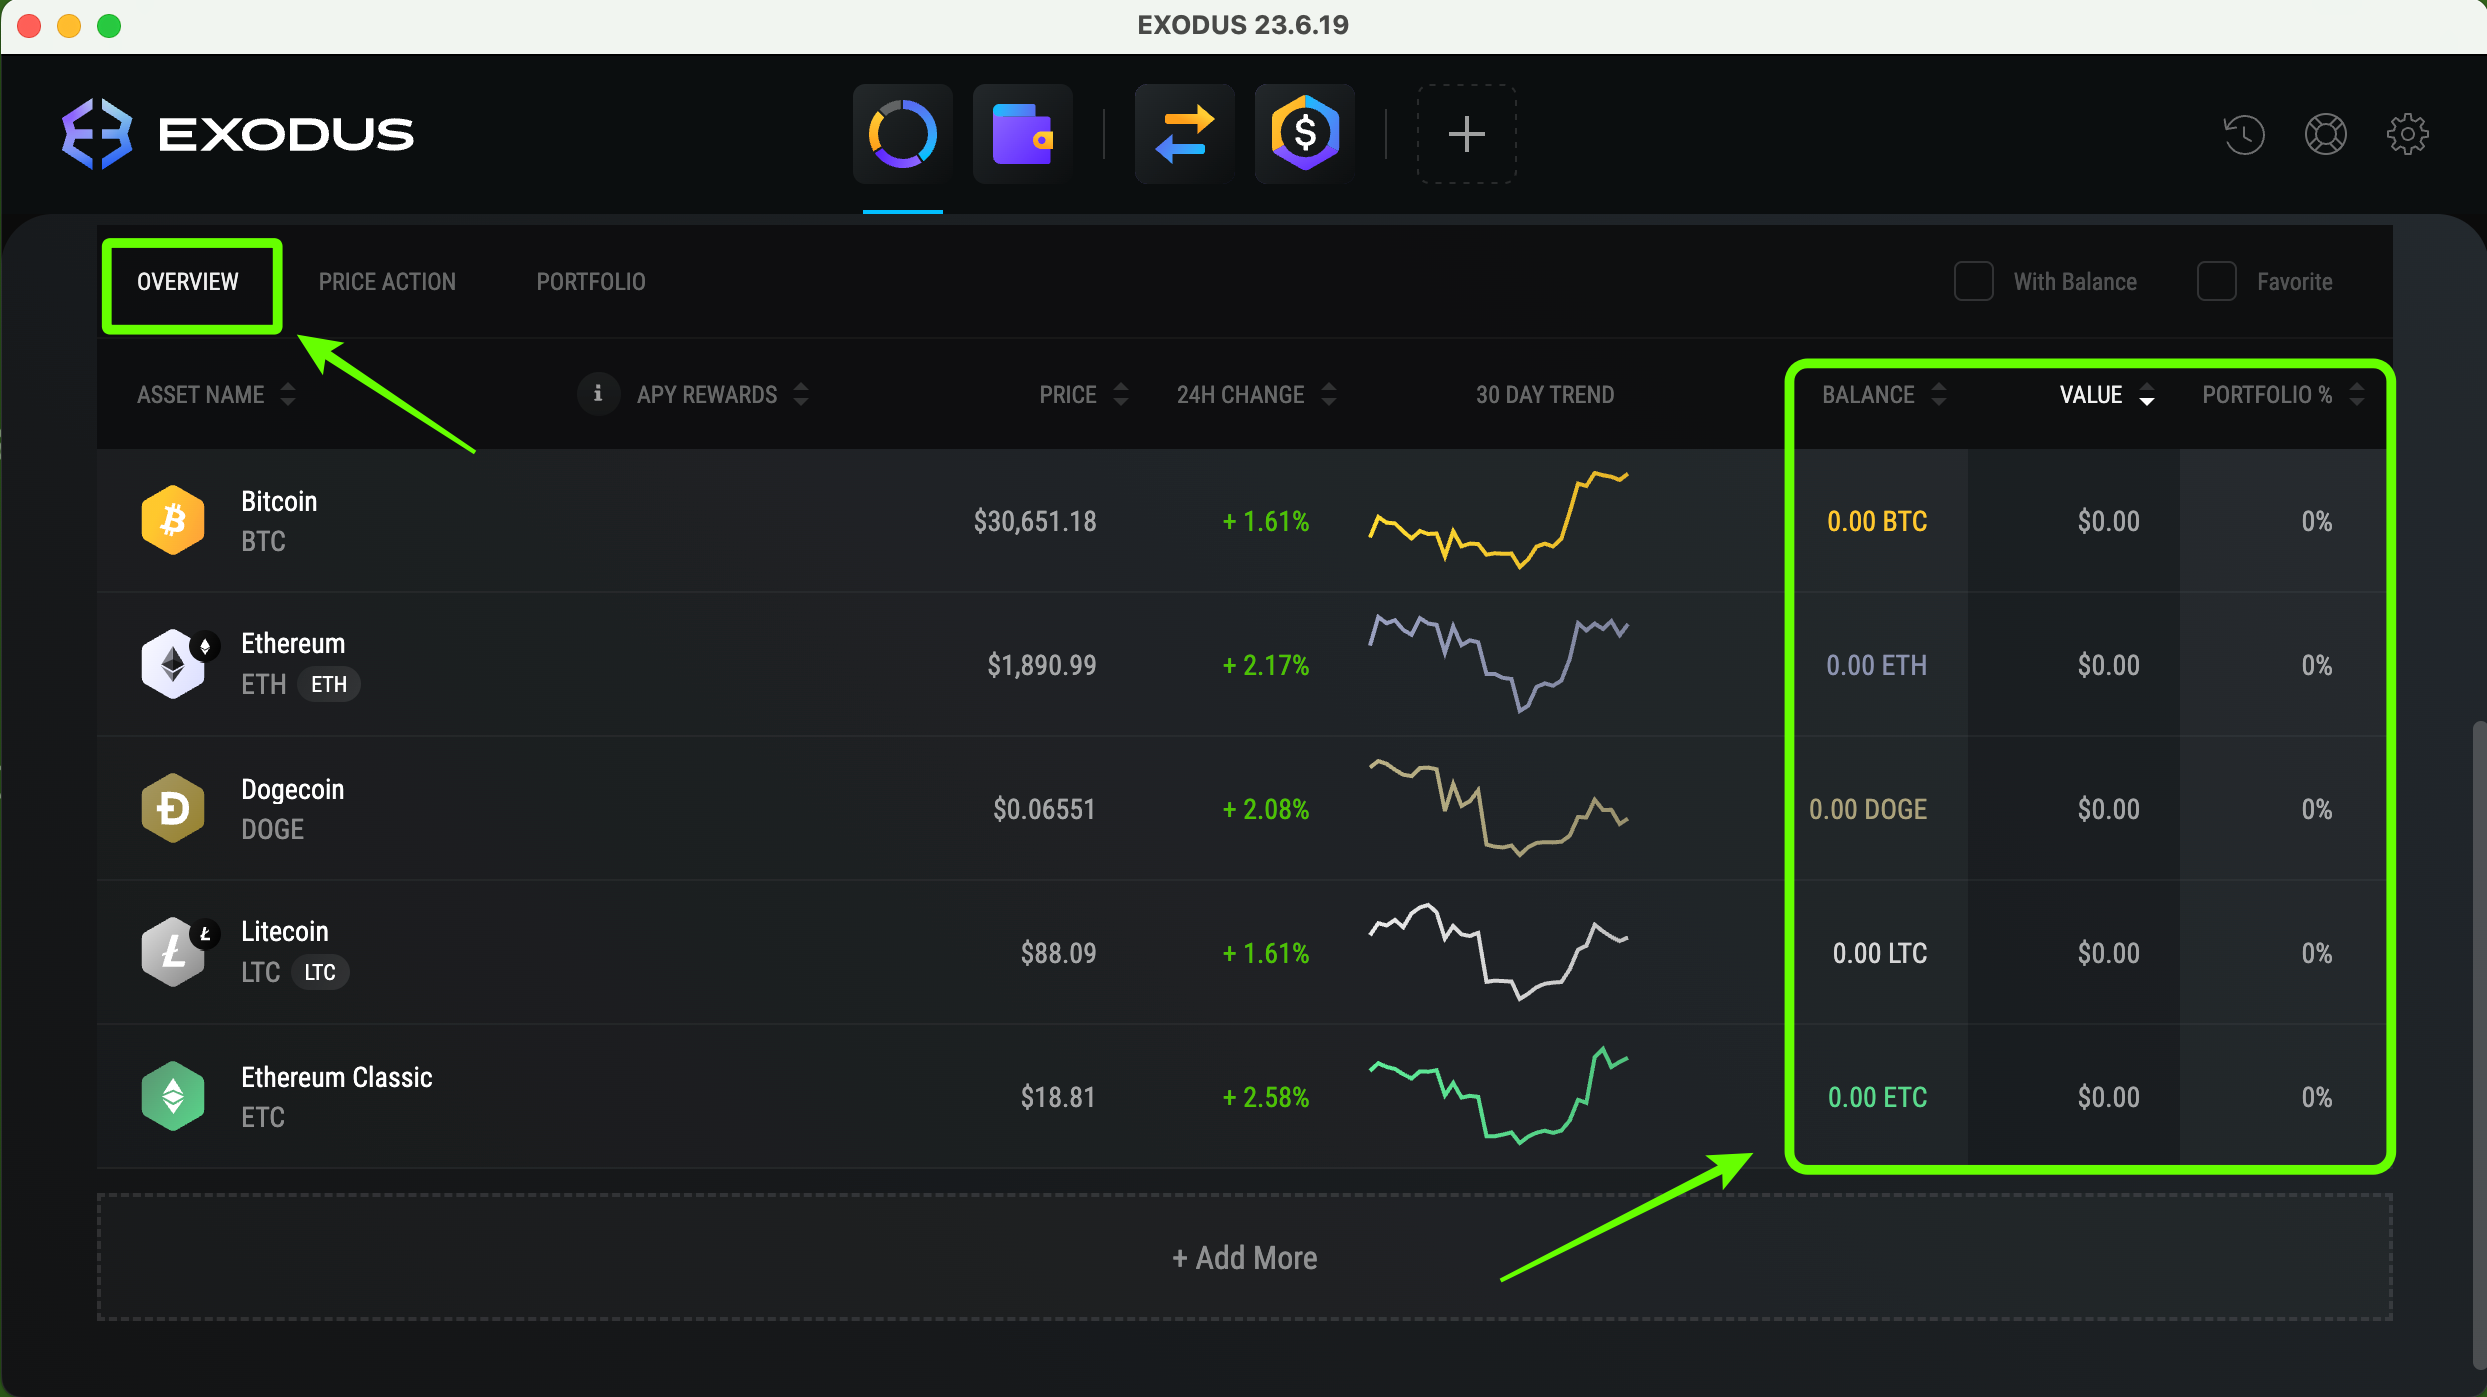 EXODUS 23.6.19
EXODUS
OVERVIEW PRICE ACTION PORTFOLIO With Balance Favorite
ASSET NAME i APY REWARDS PRICE 24H CHANGE 30 DAY TREND BALANCE VALUE PORTFOLIO %
Bitcoin
BTC
$30,651.18 + 1.61% 0.00 BTC $0.00 0%
Ethereum
ETH ETH
$1,890.99 + 2.17% 0.00 ETH $0.00 0%
Dogecoin
DOGE
$0.06551 + 2.08% 0.00 DOGE $0.00 0%
Litecoin
LTC LTC
$88.09 + 1.61% 0.00 LTC $0.00 0%
Ethereum Classic
ETC
$18.81 + 2.58% 0.00 ETC $0.00 0%
+ Add More